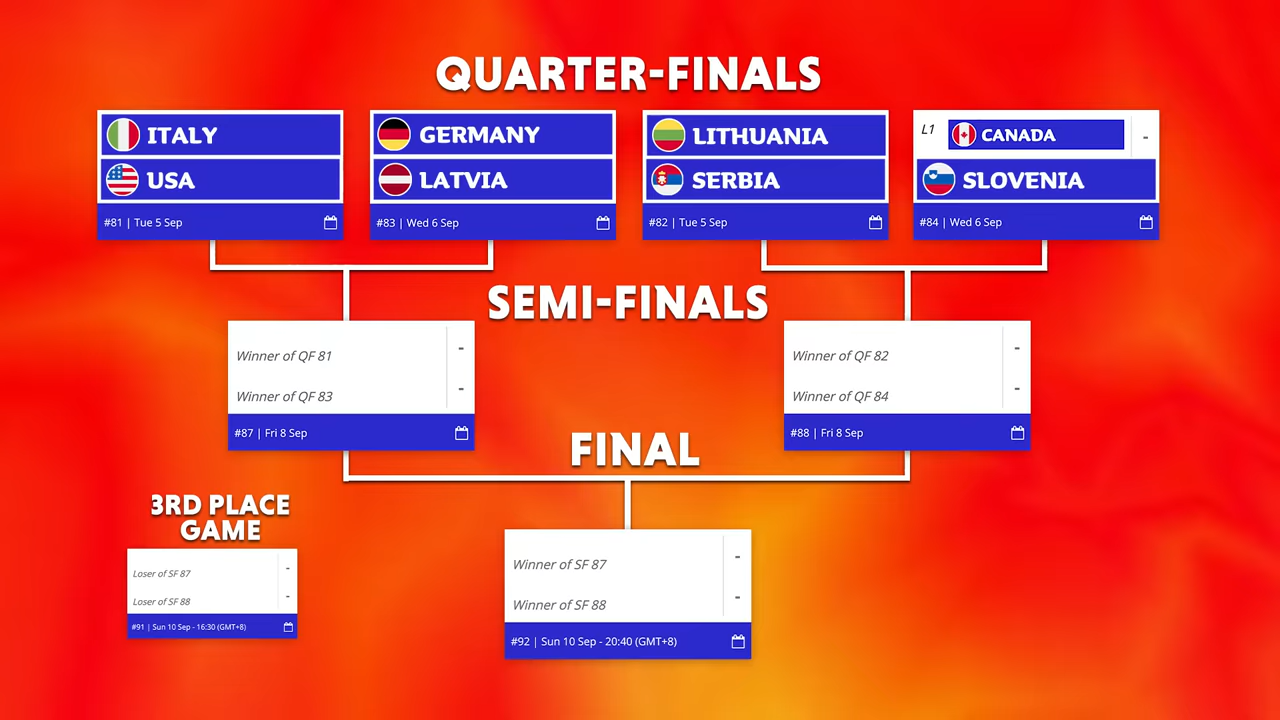 QUARTER-FINALS
ITALY
USA
#81 | Tue 5 Sep
GERMANY
LATVIA
#83 | Wed 6 Sep
LITHUANIA
SERBIA
#82 | Tue 5 Sep
L1 CANADA -
SLOVENIA
#84 | Wed 6 Sep
SEMI-FINALS
Winner of QF 81 -
Winner of QF 83 -
#87 | Fri 8 Sep
Winner of QF 82 -
Winner of QF 84 -
#88 | Fri 8 Sep
FINAL
Winner of SF 87 -
Winner of SF 88 -
#92 | Sun 10 Sep - 20:40 (GMT+8)
3RD PLACE
GAME
Loser of SF 87 -
Loser of SF 88 -
#91 | Sun 10 Sep - 16:30 (GMT+8)